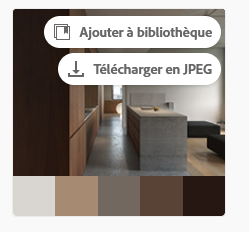 Ajouter à bibliothèque
Télécharger en JPEG